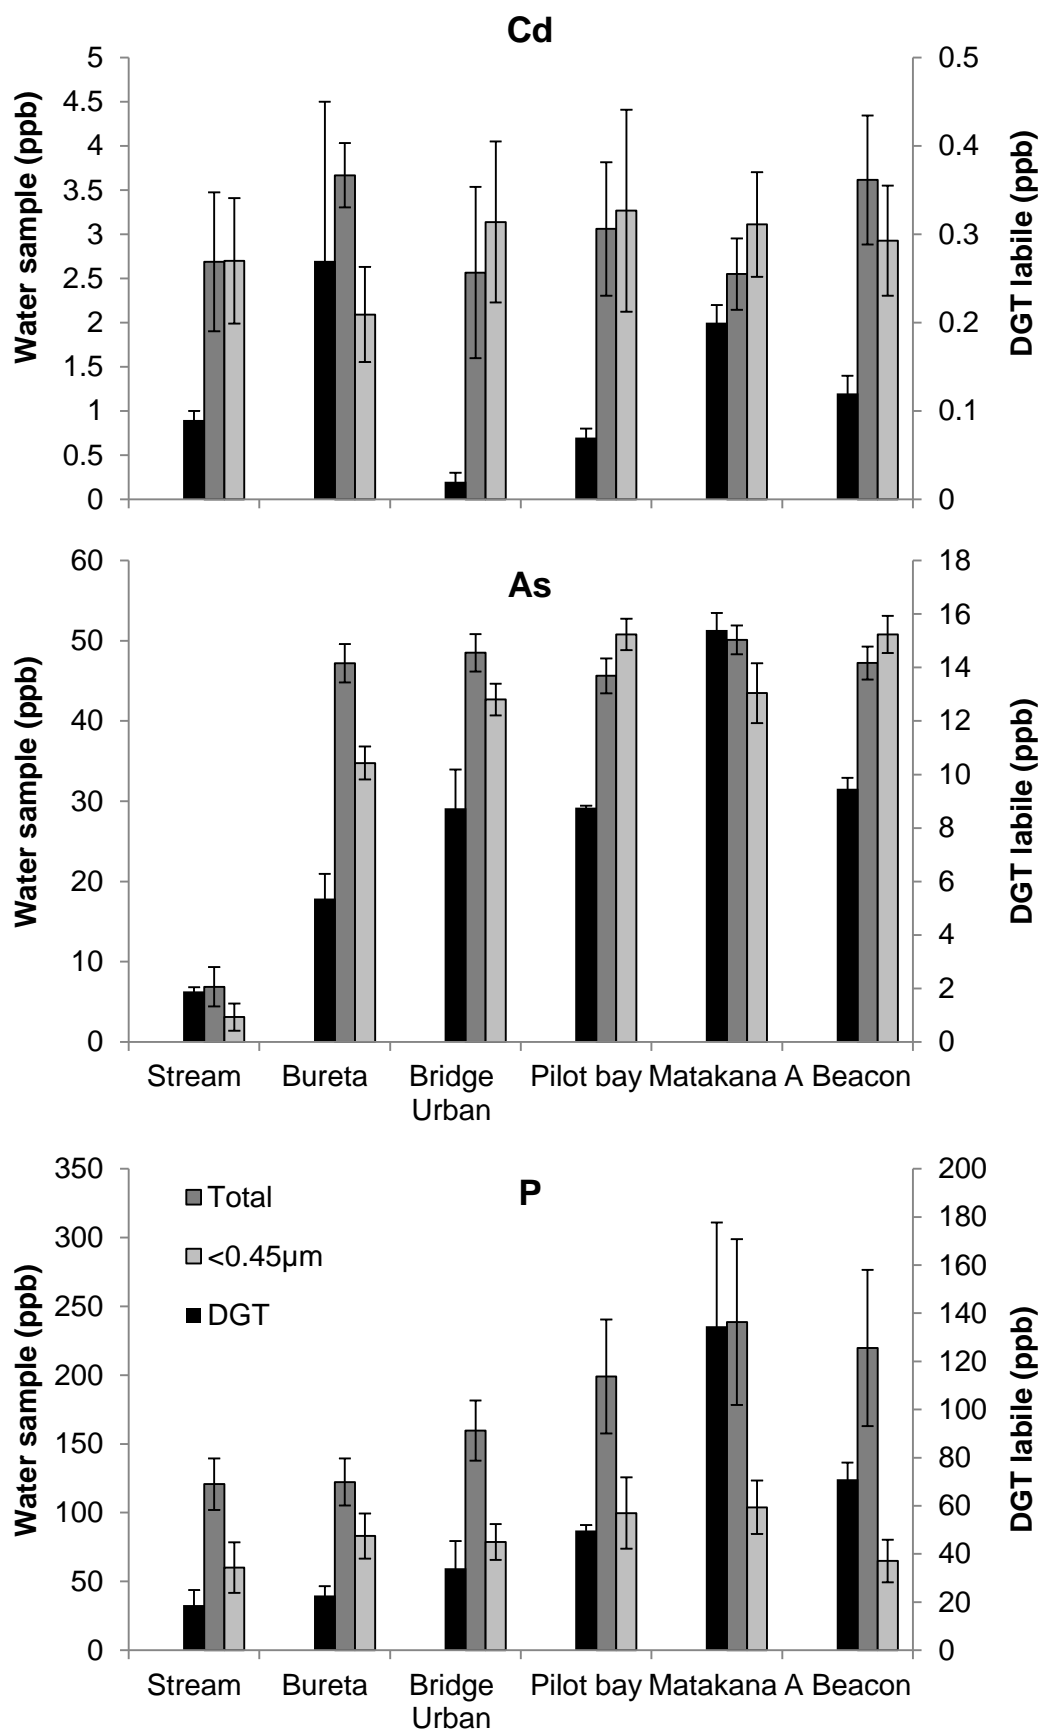 Cd
Water sample (ppb)
5
4.5
4
3.5
3
2.5
2
1.5
1
0.5
0
0.5
0.4
0.3
0.2
0.1
0
DGT labile (ppb)
As
Water sample (ppb)
60
50
40
30
20
10
0
18
16
14
12
10
8
6
4
2
0
DGT labile (ppb)
Stream
Bureta
Bridge
Urban
Pilot bay
Matakana A
Beacon
P
Water sample (ppb)
350
300
250
200
150
100
50
0
Total
<0.45µm
DGT
200
180
160
140
120
100
80
60
40
20
0
DGT labile (ppb)
Stream
Bureta
Bridge
Urban
Pilot bay
Matakana A
Beacon